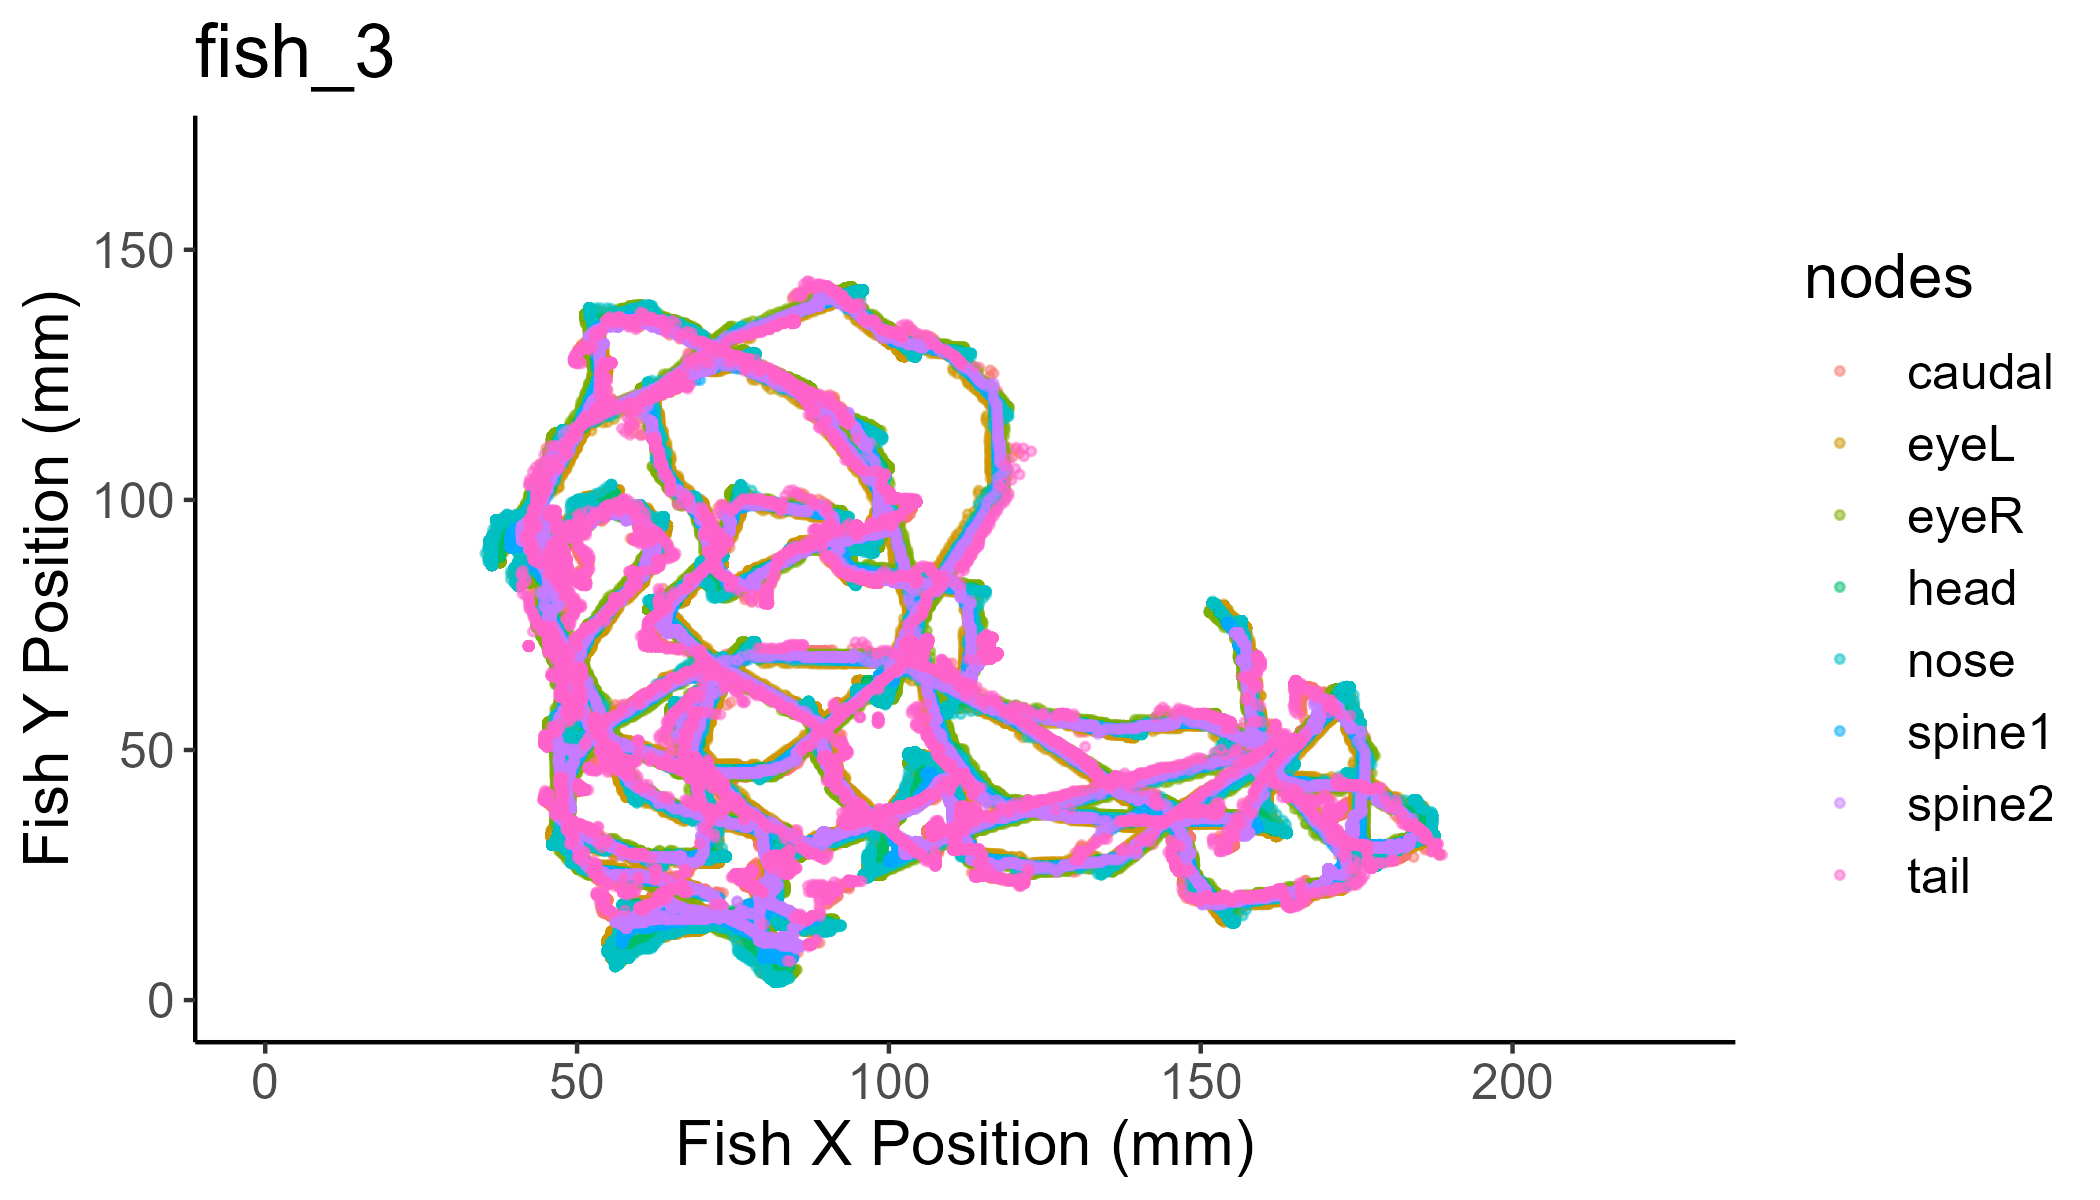 fish_3
Fish Y Position (mm)
150
100
50
0
0 50 100 150 200
Fish X Position (mm)
nodes
caudal
eyeL
eyeR
head
nose
spine1
spine2
tail